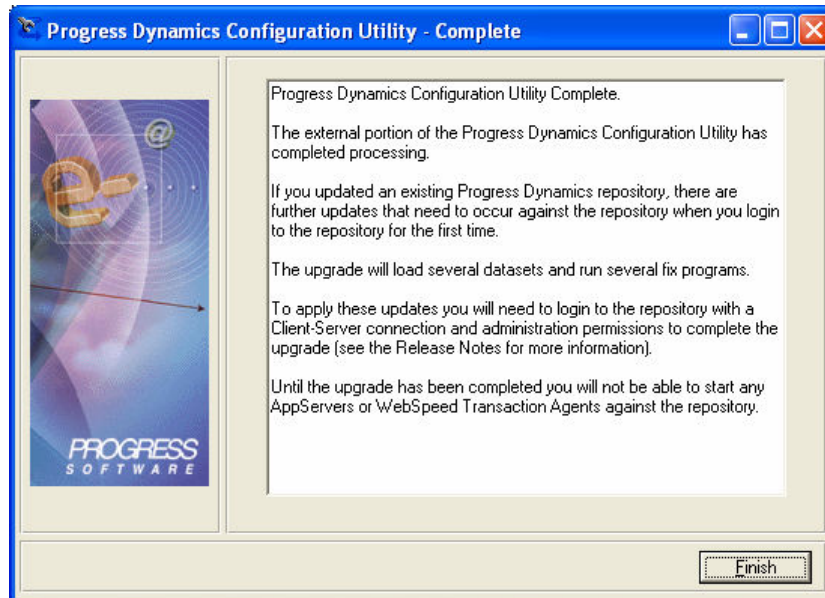 Progress Dynamics Configuration Utility - Complete
e-
@
PROGRESS
SOFTWARE
Progress Dynamics Configuration Utility Complete.
The external portion of the Progress Dynamics Configuration Utility has
completed processing.
If you updated an existing Progress Dynamics repository, there are
further updates that need to occur against the repository when you login
to the repository for the first time.
The upgrade will load several datasets and run several fix programs.
To apply these updates you will need to login to the repository with a
Client-Server connection and administration permissions to complete the
upgrade (see the Release Notes for more information).
Until the upgrade has been completed you will not be able to start any
AppServers or WebSpeed Transaction Agents against the repository.
Finish